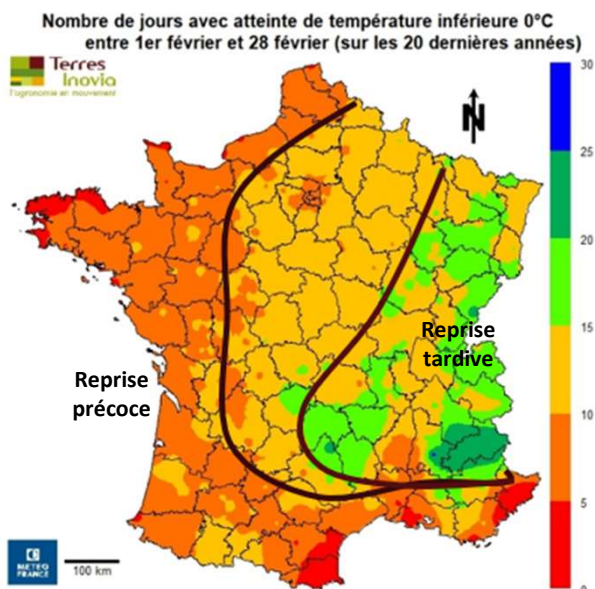 Nombre de jours avec atteinte de température inférieure 0°C
entre 1er février et 28 février (sur les 20 dernières années)
Terres
Inovia
l'agronomie en mouvement
N
30
25
20
15
10
5
0
Reprise
précoce
Reprise
tardive
METEO
FRANCE
100 km